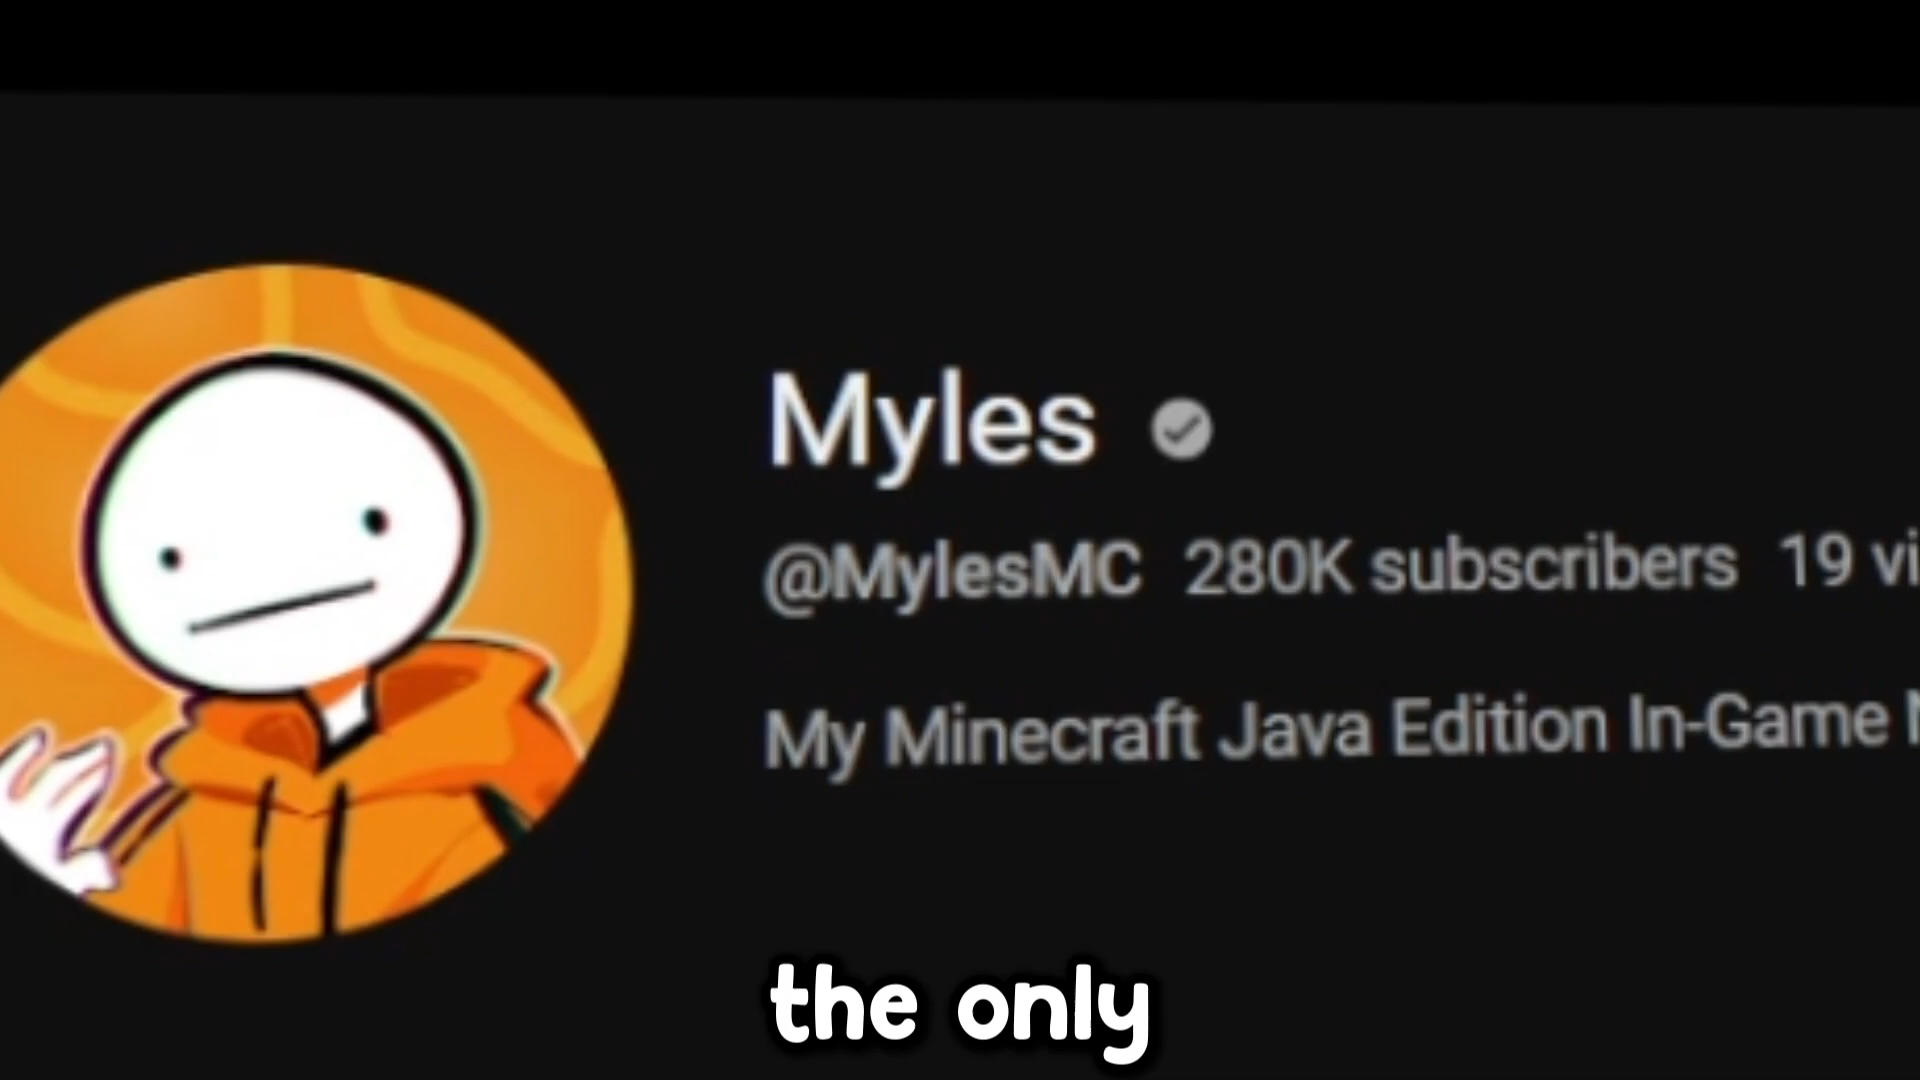 Myles
@MylesMC 280K subscribers 19
My Minecraft Java Edition In-Game
the only